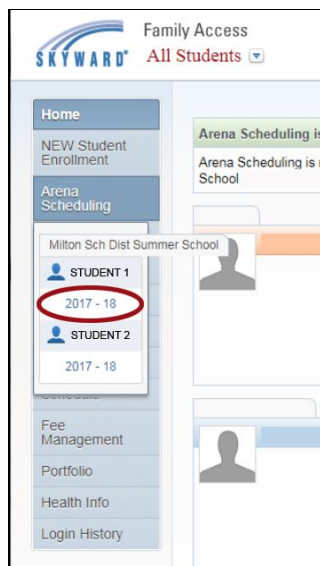 SKYWARD®
Family Access
All Students
Home
NEW Student
Enrollment
Arena
Scheduling
Milton Sch Dist Summer School
STUDENT 1
2017 - 18
STUDENT 2
2017 - 18
Fee
Management
Portfolio
Health Info
Login History
Arena Scheduling is
Arena Scheduling is
School